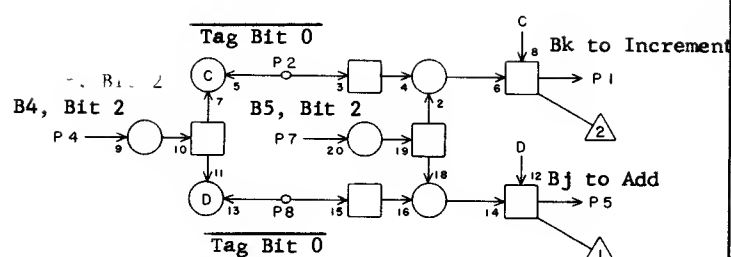 Tag Bit 0
C
P2
C
5
3
4
8
Bk to Increment
6
P1
7
2
Bit 2
B4, Bit 2
B5, Bit 2
2
P4
9
10
P7
20
19
11
18
D
12
Bj to Add
D
13
P8
15
16
14
P5
Tag Bit 0
1